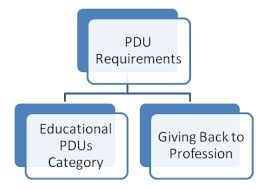 PDU
Requirements
Educational
PDUs
Category
Giving Back to
Profession